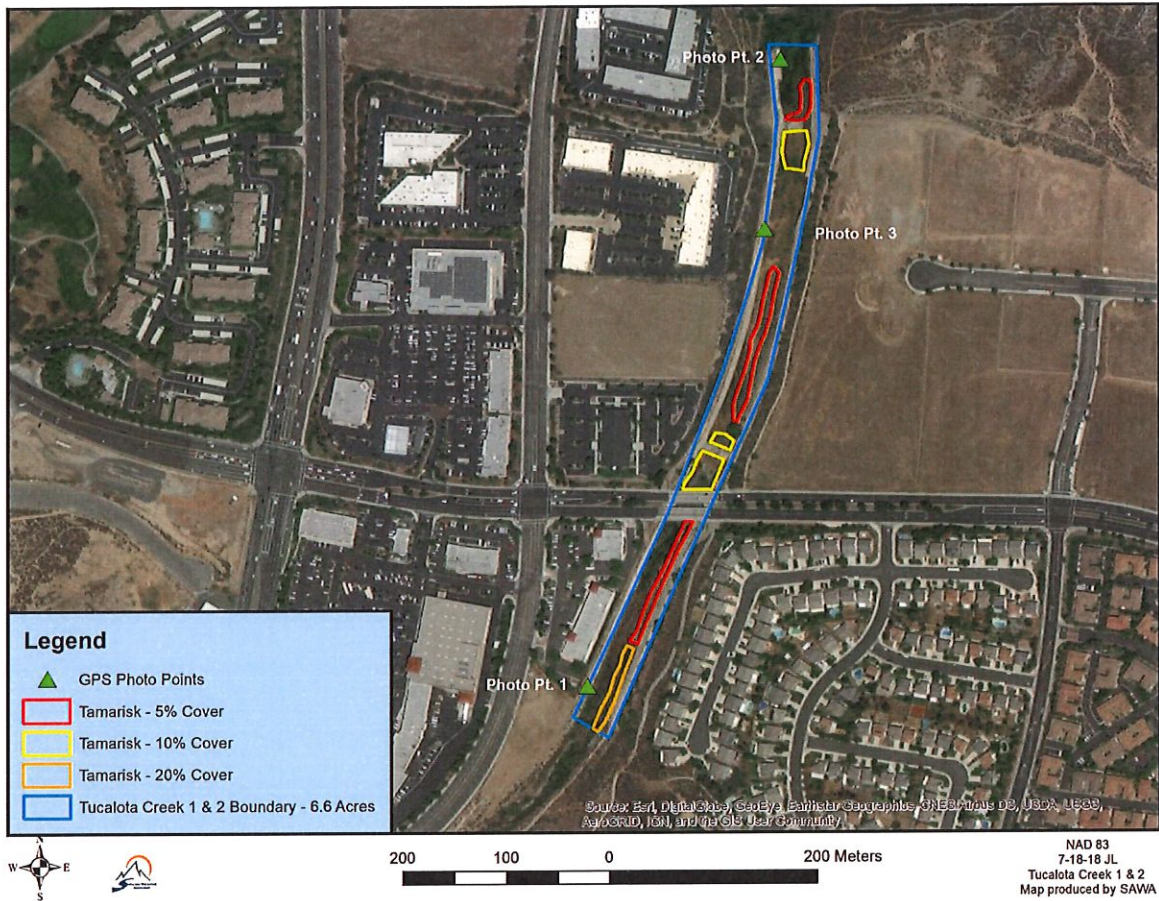 Photo Pt. 2
Photo Pt. 3
Photo Pt. 1
Legend
GPS Photo Points
Tamarisk - 5% Cover
Tamarisk - 10% Cover
Tamarisk - 20% Cover
Tucalota Creek 1 & 2 Boundary - 6.6 Acres
Source: Esri, DigitalGlobe, GeoEye, Earthstar Geographics, CNES/Airbus DS, USDA, USGS,
AeroGRID, IGN, and the GIS User Community
N
W E
S
200 100 0 200 Meters
NAD 83
7-18-18 JL
Tucalota Creek 1 & 2
Map produced by SAWA